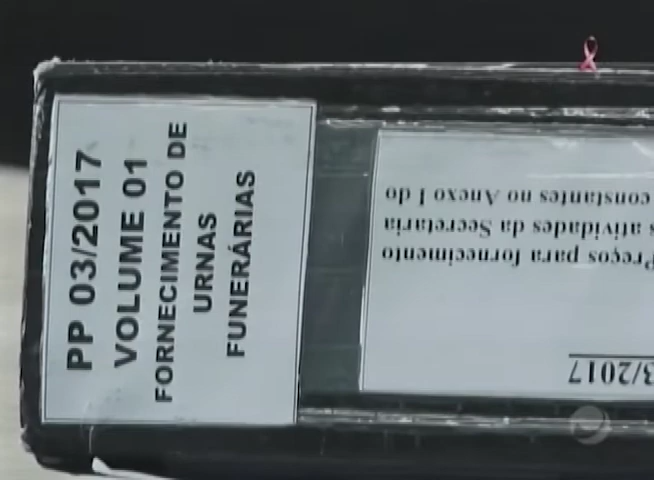 PP 03/2017
VOLUME 01
FORNECIMENTO DE
URNAS
FUNERÁRIAS
3/2017
Preços para fornecimento
s atividades da Secretaria
constantes no Anexo I do